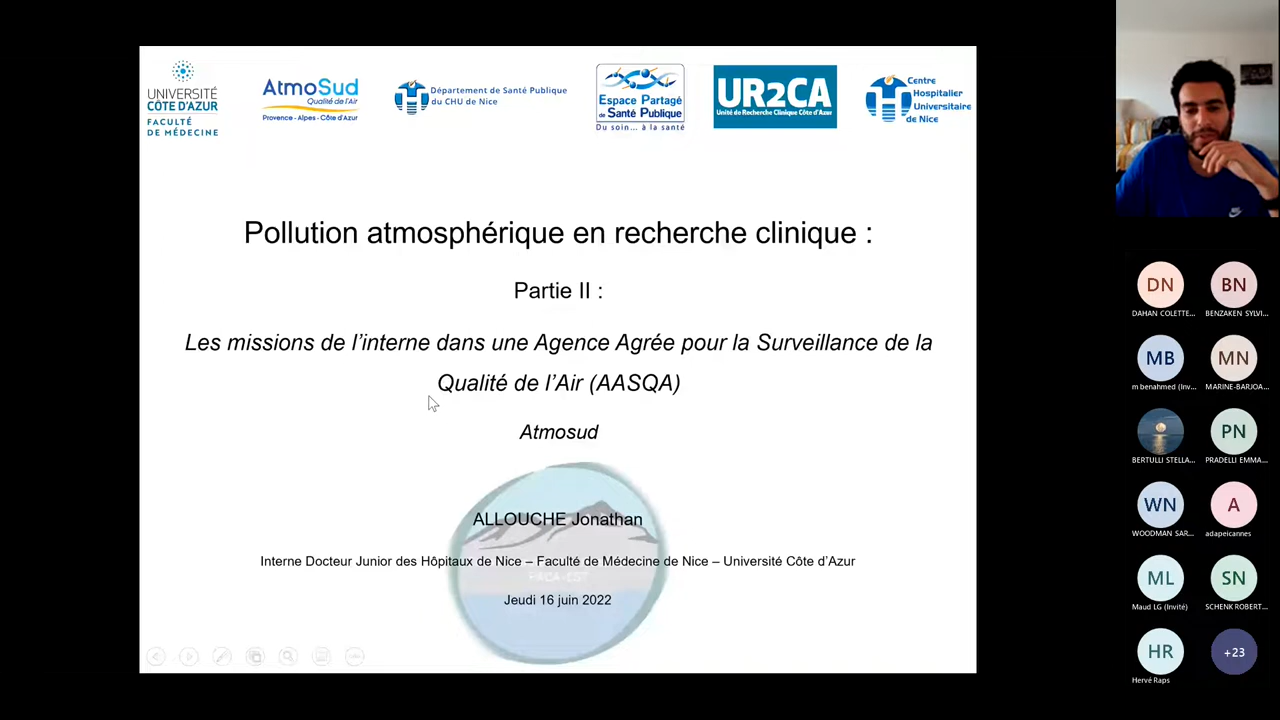 UNIVERSITÉ
CÔTE D'AZUR
FACULTÉ
DE MÉDECINE
AtmoSud
Qualité de l'Air
Provence - Alpes - Côte d'Azur
Département de Santé Publique
du CHU de Nice
Espace Partagé
de Santé Publique
Du soin... à la santé
UR2CA
Unité de Recherche Clinique Côte d'Azur
Centre
Hospitalier
Universitaire
de Nice
Pollution atmosphérique en recherche clinique :
Partie II :
Les missions de l'interne dans une Agence Agrée pour la Surveillance de la
Qualité de l'Air (AASQA)
Atmosud
ALLOUCHE Jonathan
Interne Docteur Junior des Hôpitaux de Nice – Faculté de Médecine de Nice – Université Côte d'Azur
PACA-EST
Jeudi 16 juin 2022
DN
BN
DAHAN COLETTE...
BENZAKEN SYLVI...
MB
MN
m benahmed (Inv...
MARINE-BARJOA...
PN
BERTULLI STELLA...
PRADELLI EMMA...
WN
A
WOODMAN SAR...
adapeicannes
ML
SN
Maud LG (Invité)
SCHENK ROBERT...
HR
+23
Hervé Raps